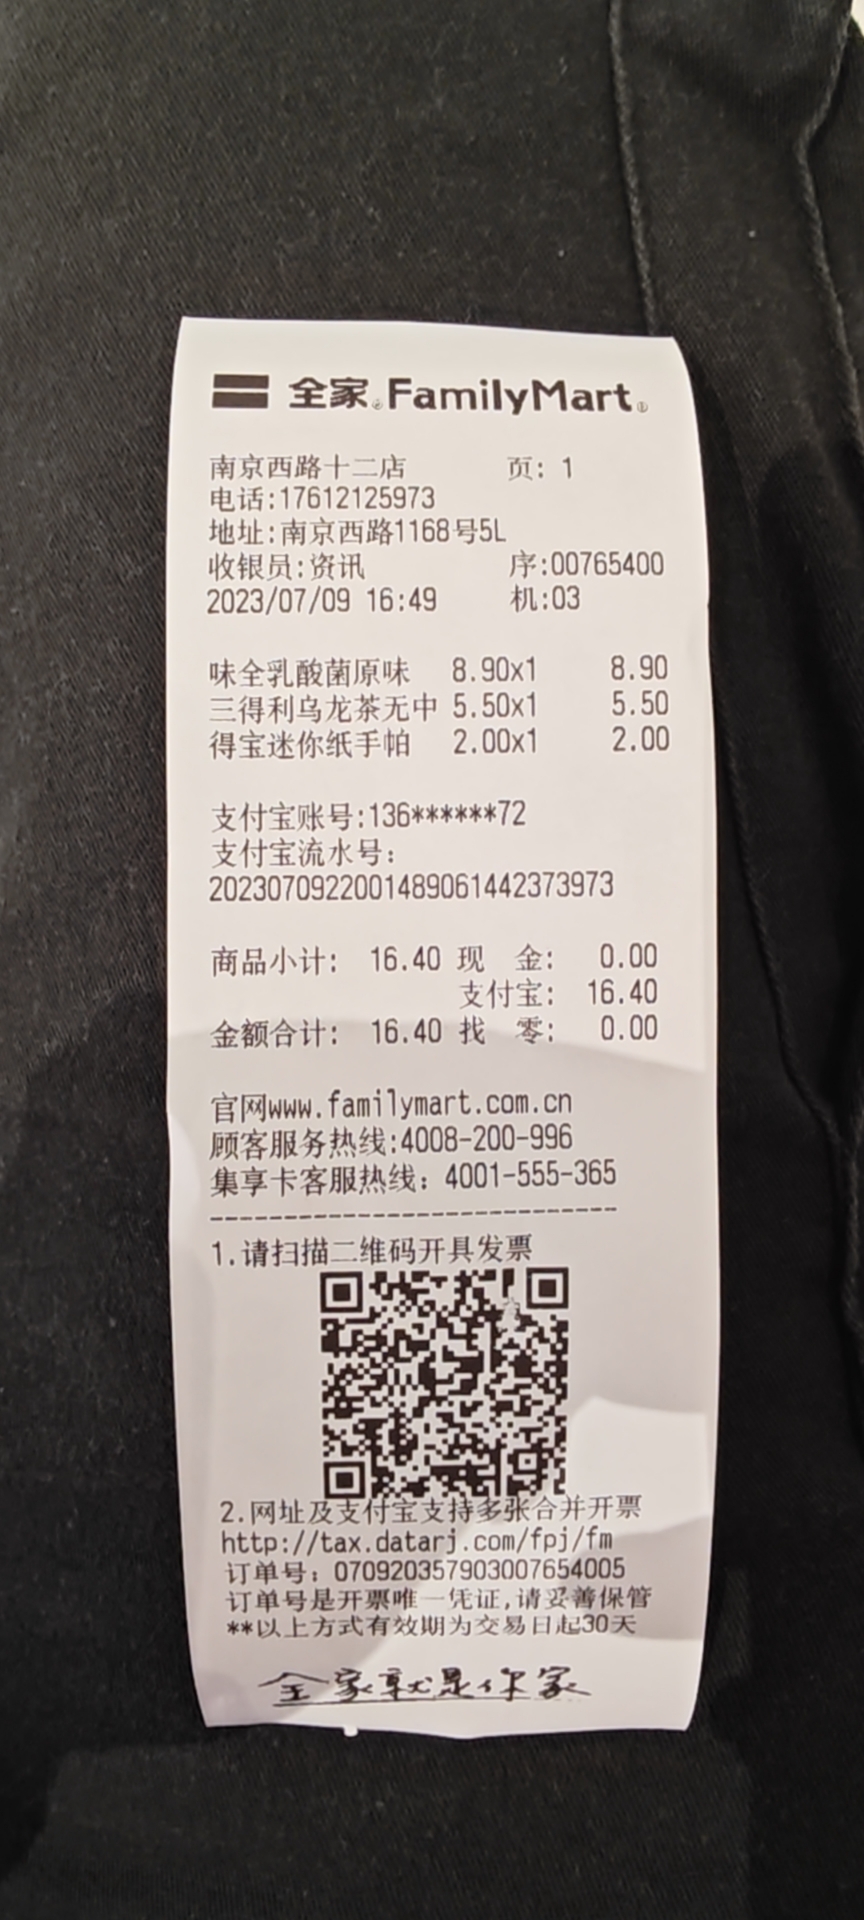 全家 FamilyMart
南京西路十二店 页: 1
电话:17612125973
地址:南京西路1168号5L
收银员:资讯 序:00765400
2023/07/09 16:49 机:03
味全乳酸菌原味 8.90x1 8.90
三得利乌龙茶无中 5.50x1 5.50
得宝迷你纸手帕 2.00x1 2.00
支付宝账号:136******72
支付宝流水号:
2023070922001489061442373973
商品小计: 16.40 现 金: 0.00
支付宝: 16.40
金额合计: 16.40 找 零: 0.00
官网www.familymart.com.cn
顾客服务热线:4008-200-996
集享卡客服热线: 4001-555-365
----------------------------
1.请扫描二维码开具发票
2.网址及支付宝支持多张合并开票
http://tax.datarj.com/fpj/fm
订单号: 070920357903007654005
订单号是开票唯一凭证,请妥善保管
**以上方式有效期为交易日起30天
全家就是你家